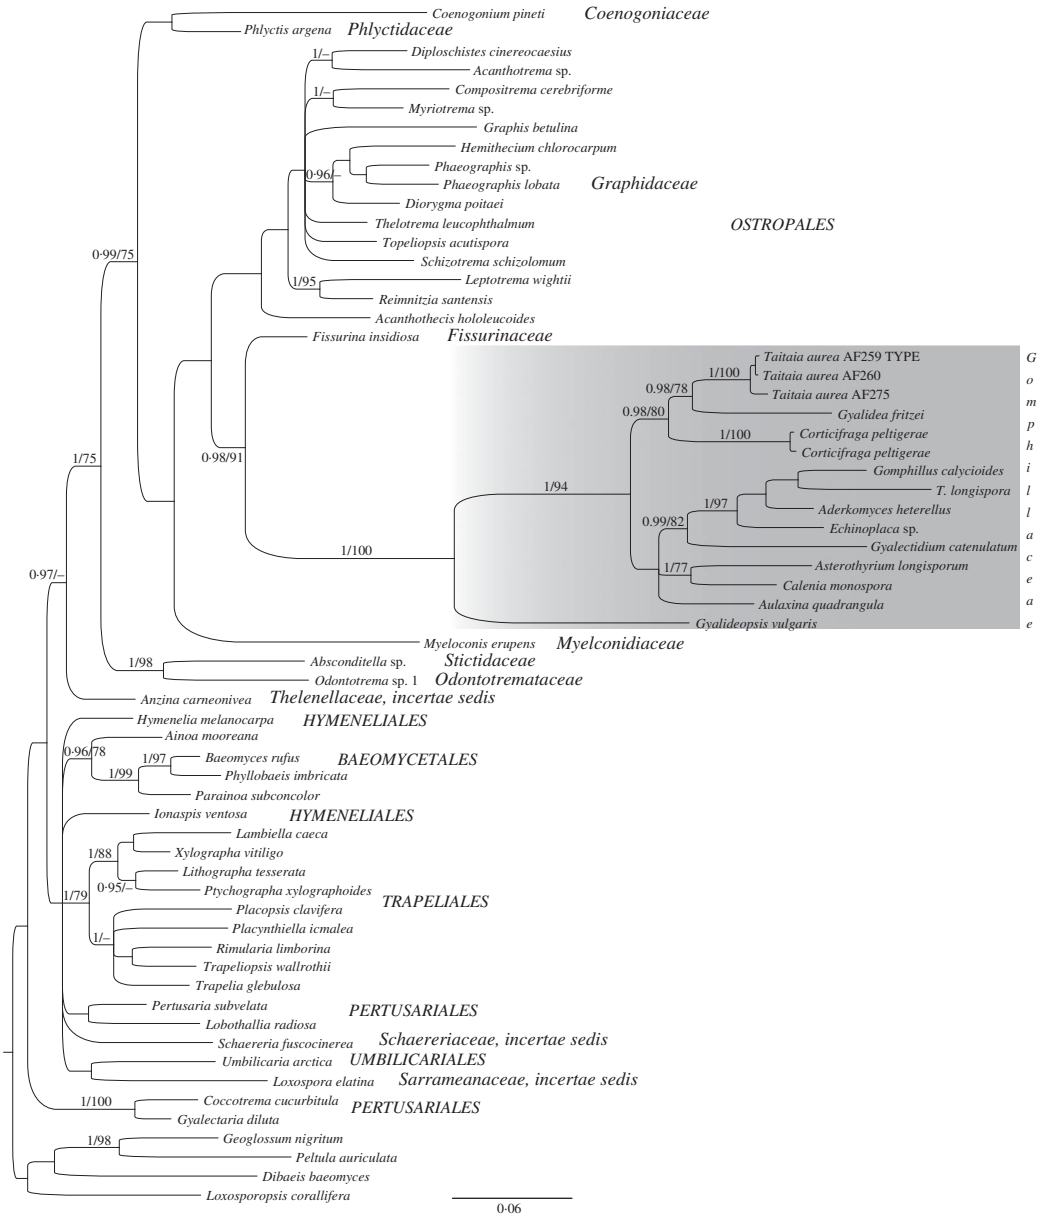 Coenogonium pineti Coenogoniaceae
Phlyctis argena Phlyctidaceae
1/– Diploschistes cinereocaesius
Acanthotrema sp.
1/– Compositrema cerebriforme
Myriotrema sp.
Graphis betulina
Hemithecium chlorocarpum
Phaeographis sp.
0·96/–
Phaeographis lobata Graphidaceae
Diorygma poitaei
Thelotrema leucophthalmum OSTROPALES
Topeliopsis acutispora
0·99/75
Schizotrema schizolomum
1/95 Leptotrema wightii
Reimnitzia santensis
Acanthothecis hololeucoides
Fissurina insidiosa Fissurinaceae
Taitaia aurea AF259 TYPE
1/100 Taitaia aurea AF260
0.98/78 Taitaia aurea AF275
0.98/80 Gyalidea fritzei
1/100 Corticifraga peltigerae
Corticifraga peltigerae
1/75 0·98/91
Gomphillus calycioides
1/94 T. longispora
1/97 Aderkomyces heterellus
0.99/82 Echinoplaca sp.
1/100 Gyalectidium catenulatum
1/77 Asterothyrium longisporum
0·97/– Calenia monospora
Aulaxina quadrangula
Gyalideopsis vulgaris
G
o
m
p
h
i
l
l
a
c
e
a
e
Myeloconis erupens Myelconidiaceae
1/98 Absconditella sp. Stictidaceae
Odontotrema sp. 1 Odontotremataceae
Anzina carneonivea Thelenellaceae, incertae sedis
Hymenelia melanocarpa HYMENELIALES
Ainoa mooreana
0·96/78
1/97 Baeomyces rufus BAEOMYCETALES
1/99 Phyllobaeis imbricata
Parainoa subconcolor
Ionaspis ventosa HYMENELIALES
Lambiella caeca
1/88 Xylographa vitiligo
Lithographa tesserata
0·95/– Ptychographa xylographoides
1/79 TRAPELIALES
Placopsis clavifera
Placynthiella icmalea
1/– Rimularia limborina
Trapeliopsis wallrothii
Trapelia glebulosa
Pertusaria subvelata PERTUSARIALES
Lobothallia radiosa
Schaereria fuscocinerea Schaereriaceae, incertae sedis
Umbilicaria arctica UMBILICARIALES
Loxospora elatina Sarrameanaceae, incertae sedis
1/100 Coccotrema cucurbitula PERTUSARIALES
Gyalectaria diluta
1/98 Geoglossum nigritum
Peltula auriculata
Dibaeis baeomyces
Loxosporopsis corallifera
0·06